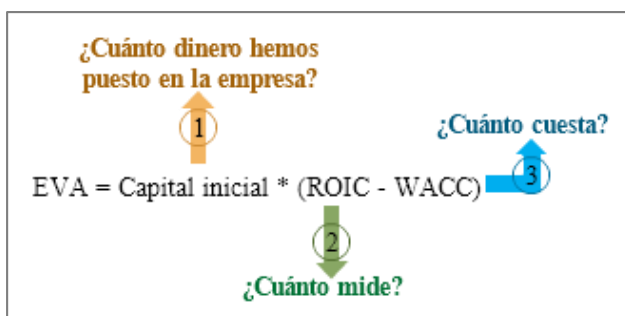 ¿Cuánto dinero hemos
puesto en la empresa?
1
¿Cuánto cuesta?
EVA = Capital inicial * (ROIC - WACC)
3
2
¿Cuánto mide?